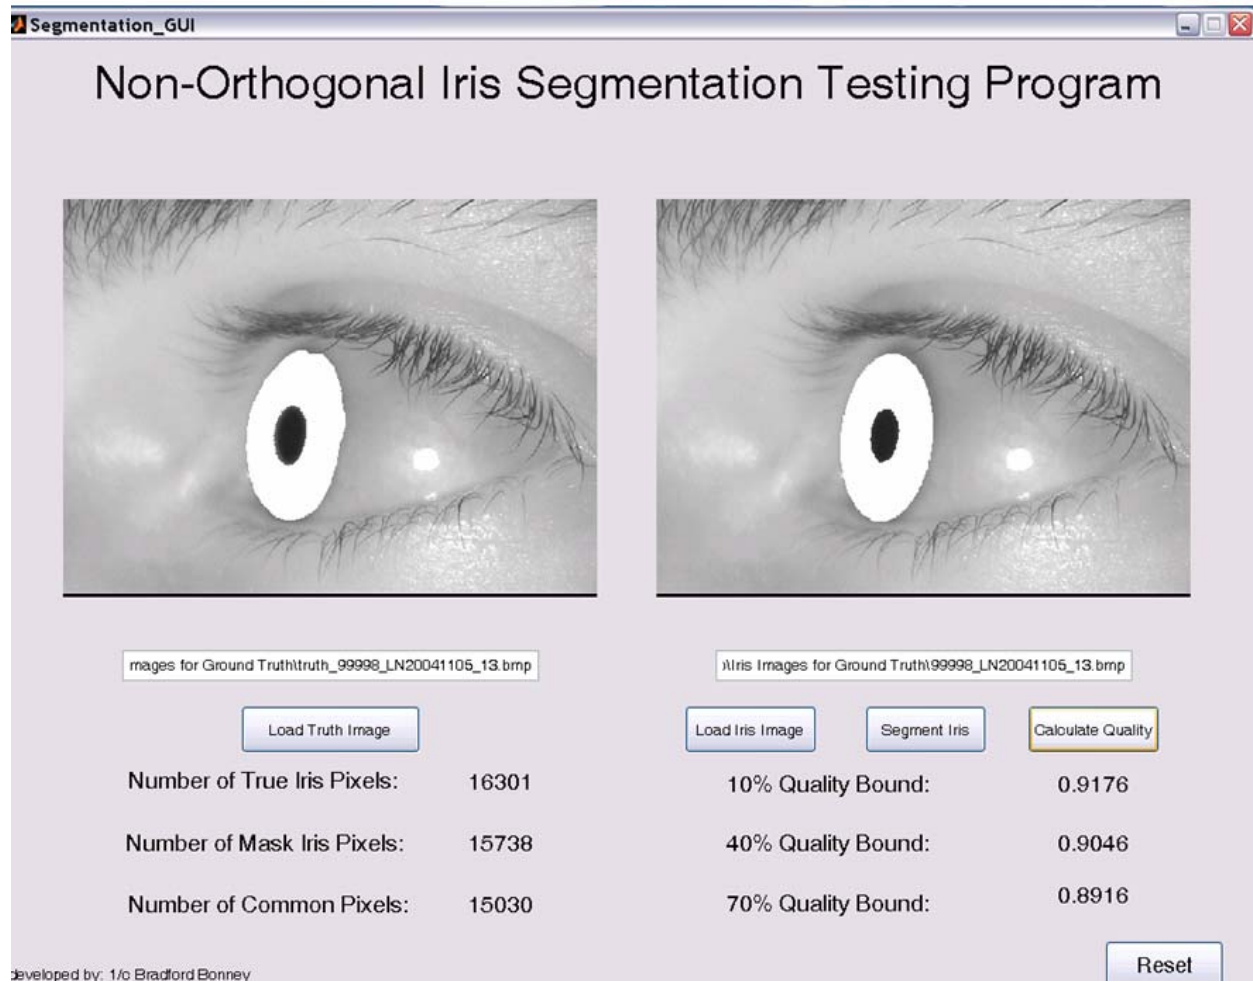 Segmentation_GUI
Non-Orthogonal Iris Segmentation Testing Program
mages for Ground Truth\truth_99998_LN20041105_13.bmp
)\Iris Images for Ground Truth\99998_LN20041105_13.bmp
Load Truth Image
Load Iris Image
Segment Iris
Calculate Quality
Number of True Iris Pixels: 16301
10% Quality Bound: 0.9176
Number of Mask Iris Pixels: 15738
40% Quality Bound: 0.9046
Number of Common Pixels: 15030
70% Quality Bound: 0.8916
Reset
developed by: 1/c Bradford Bonney